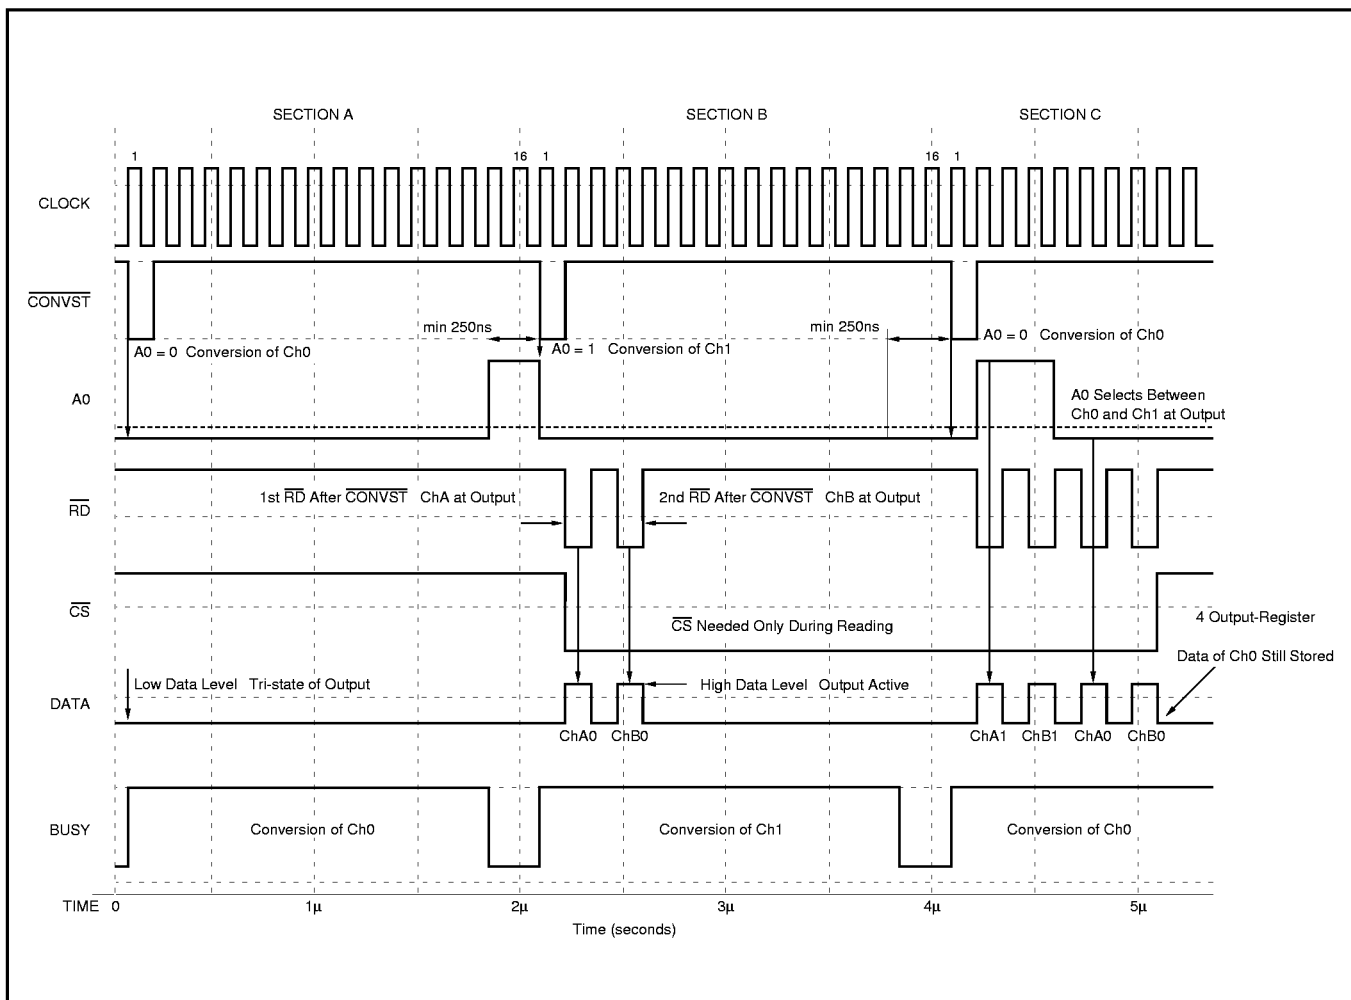 SECTION A SECTION B SECTION C
1 16 1 16 1
CLOCK
CONVST
min 250ns min 250ns
A0 = 0 Conversion of Ch0 A0 = 1 Conversion of Ch1 A0 = 0 Conversion of Ch0
A0
A0 Selects Between
Ch0 and Ch1 at Output
1st RD After CONVST ChA at Output 2nd RD After CONVST ChB at Output
RD
CS
CS Needed Only During Reading
4 Output-Register
Data of Ch0 Still Stored
Low Data Level Tri-state of Output High Data Level Output Active
DATA
ChA0 ChB0 ChA1 ChB1 ChA0 ChB0
BUSY Conversion of Ch0 Conversion of Ch1 Conversion of Ch0
TIME 0 1μ 2μ 3μ 4μ 5μ
Time (seconds)